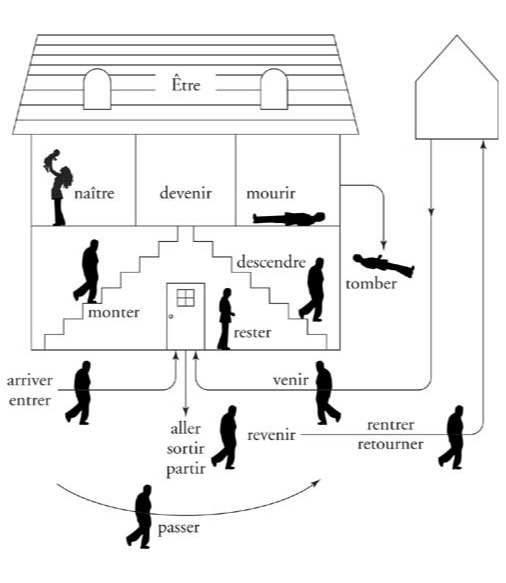 Être
naître
devenir
mourir
descendre
tomber
monter
rester
arriver
entrer
venir
aller
sortir
partir
revenir
rentrer
retourner
passer